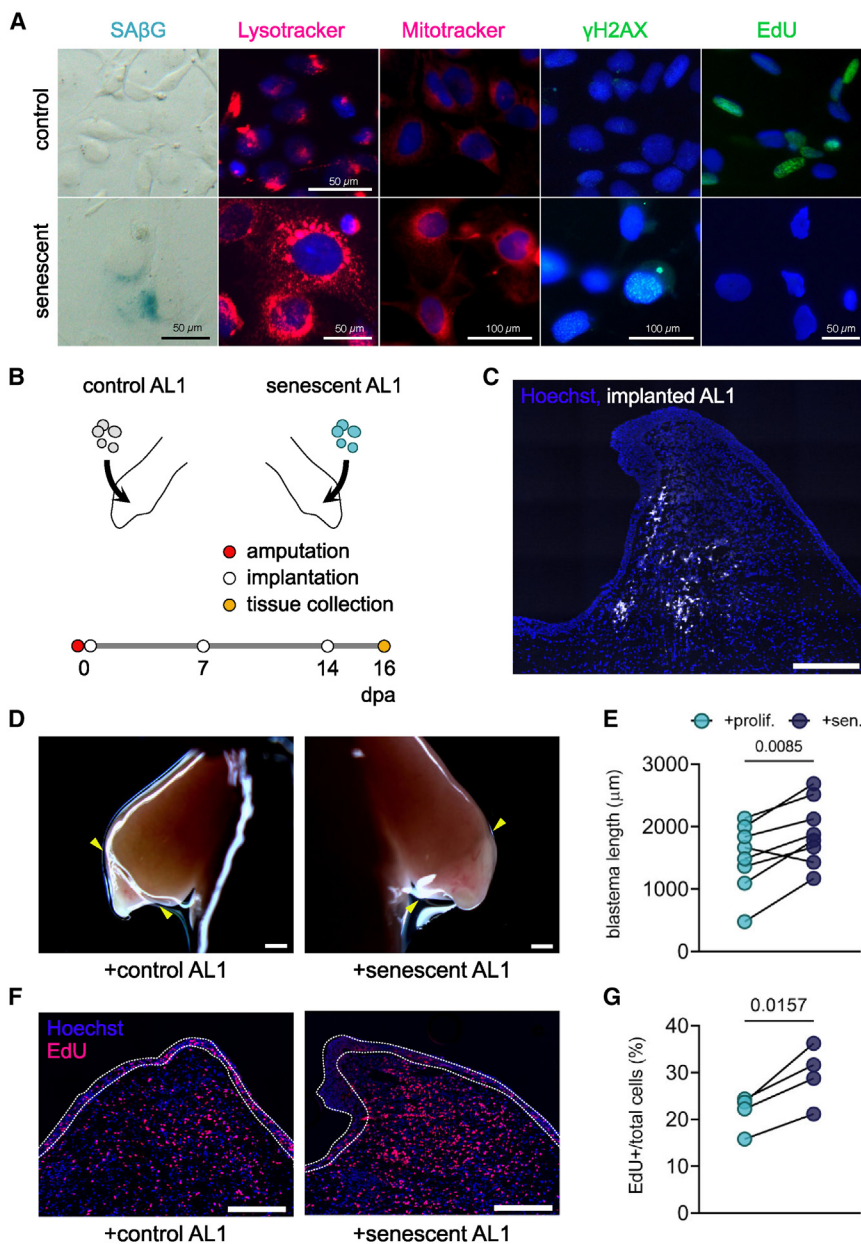 A
SAβG
Lysotracker
Mitotracker
γH2AX
EdU
control
50 µm
senescent
50 µm
50 µm
100 µm
100 µm
50 µm
B
control AL1
senescent AL1
amputation
implantation
tissue collection
0
7
14
16
dpa
C
Hoechst, implanted AL1
D
+control AL1
+senescent AL1
E
+prolif.
+sen.
0.0085
3000
2000
1000
0
blastema length (µm)
F
Hoechst
EdU
+control AL1
+senescent AL1
G
0.0157
40
30
20
10
0
EdU+/total cells (%)